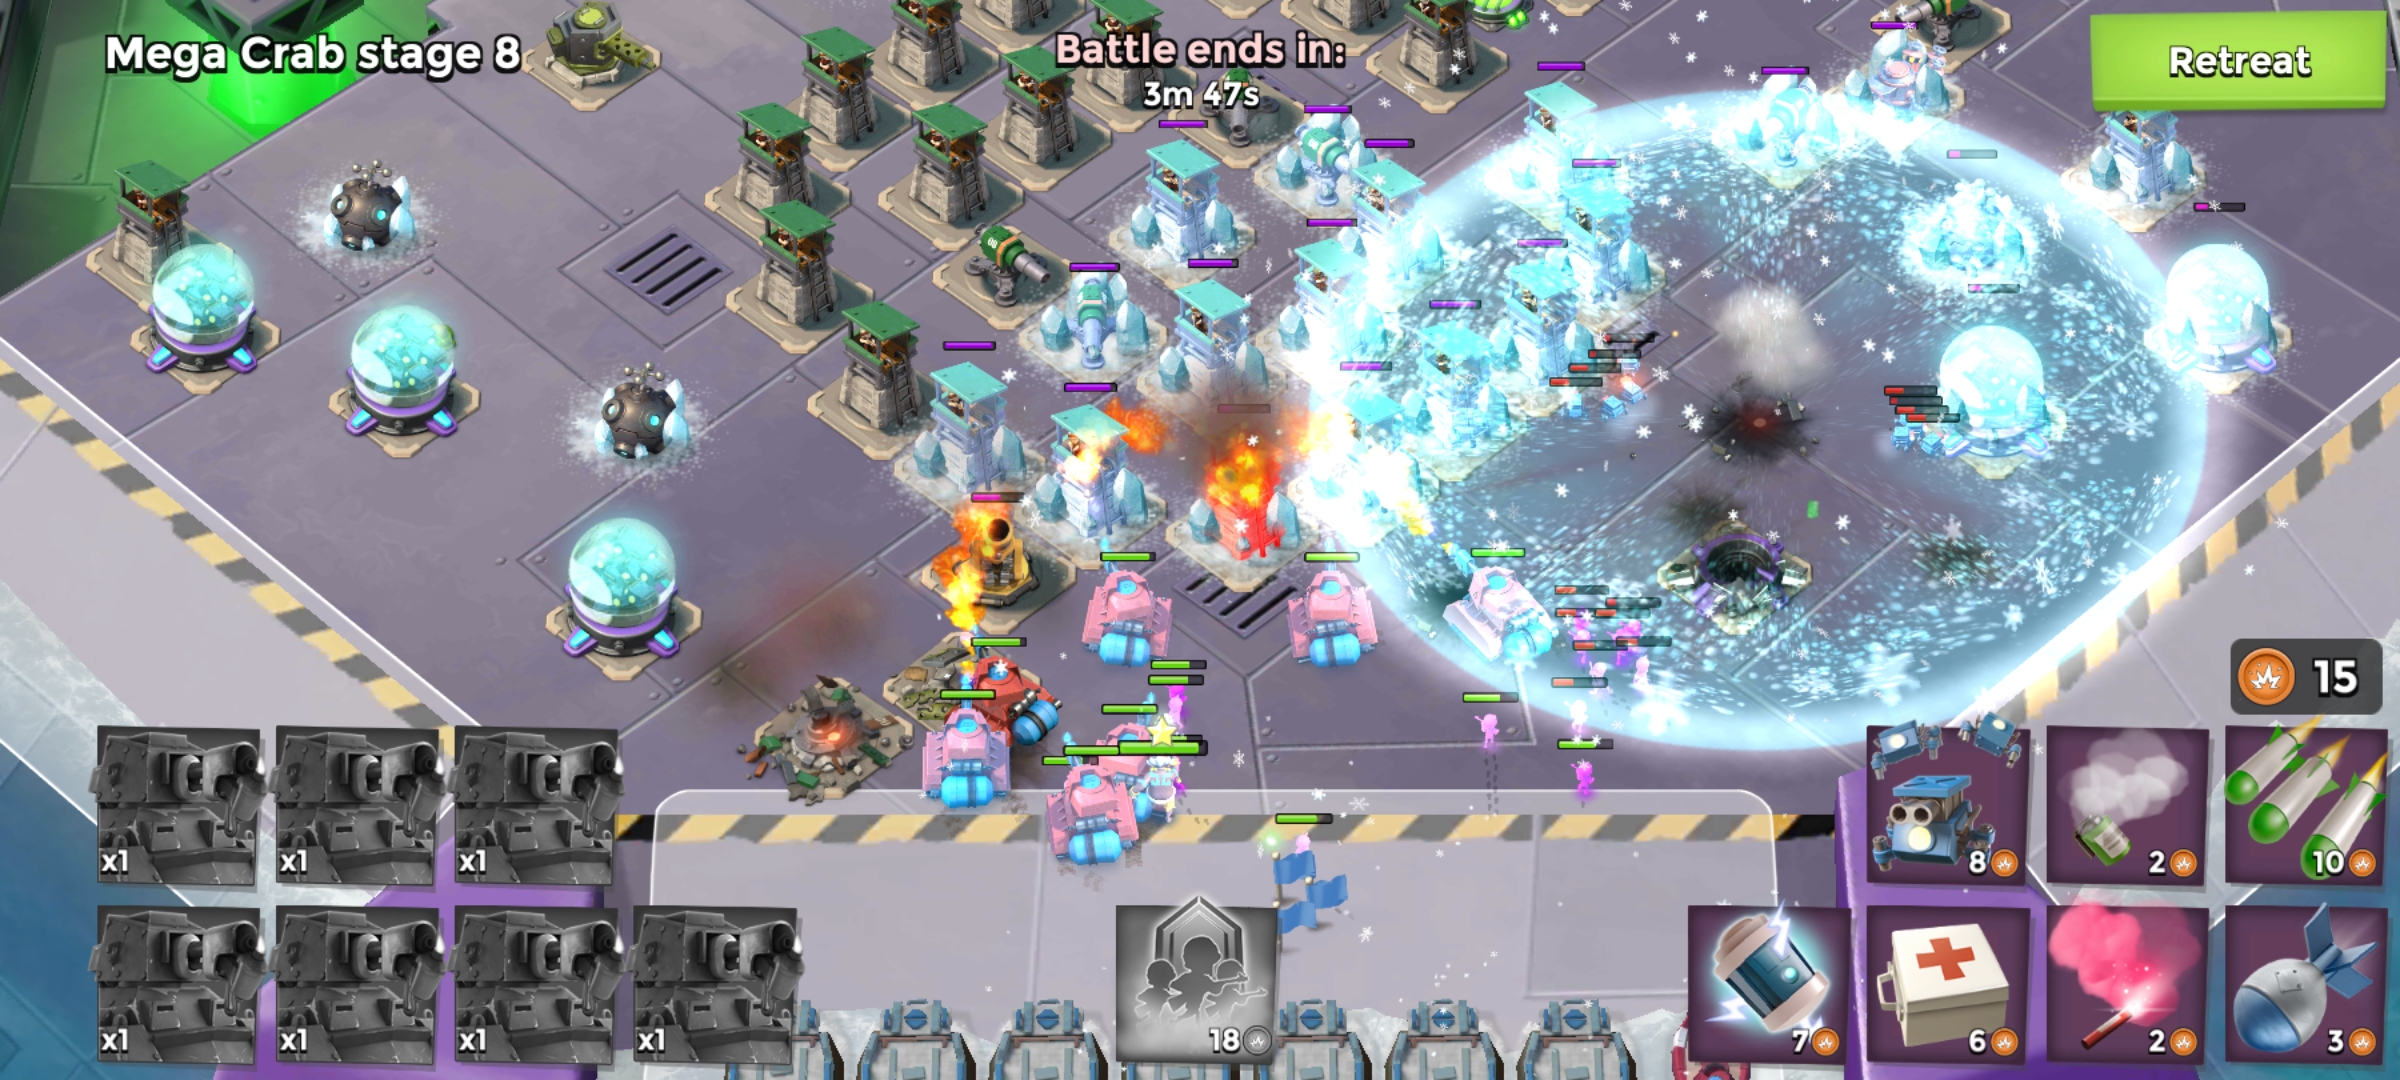 Mega Crab stage 8
Battle ends in:
3m 47s
Retreat
15
x1
x1
x1
8
2
10
x1
x1
x1
x1
18
7
6
2
3